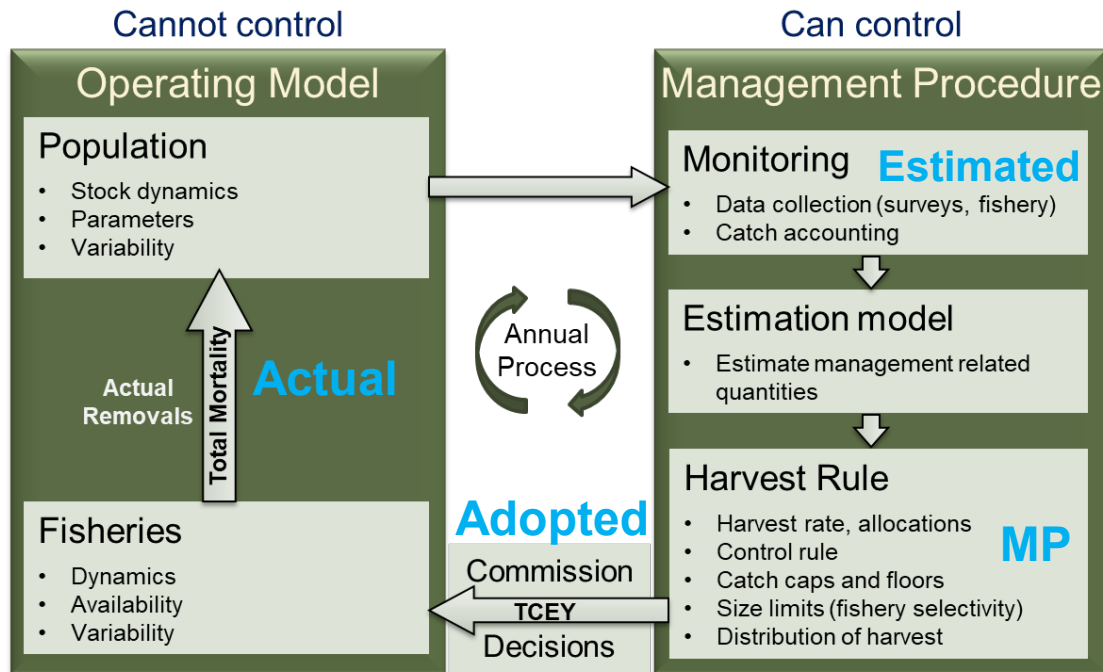 Cannot control
Operating Model
Population
• Stock dynamics
• Parameters
• Variability
Actual
Removals
Total Mortality
Actual
Fisheries
• Dynamics
• Availability
• Variability
Annual
Process
Adopted
Commission
TCEY
Decisions
Can control
Management Procedure
Monitoring
Estimated
• Data collection (surveys, fishery)
• Catch accounting
Estimation model
• Estimate management related
quantities
Harvest Rule
• Harvest rate, allocations
• Control rule
• Catch caps and floors
• Size limits (fishery selectivity)
• Distribution of harvest
MP